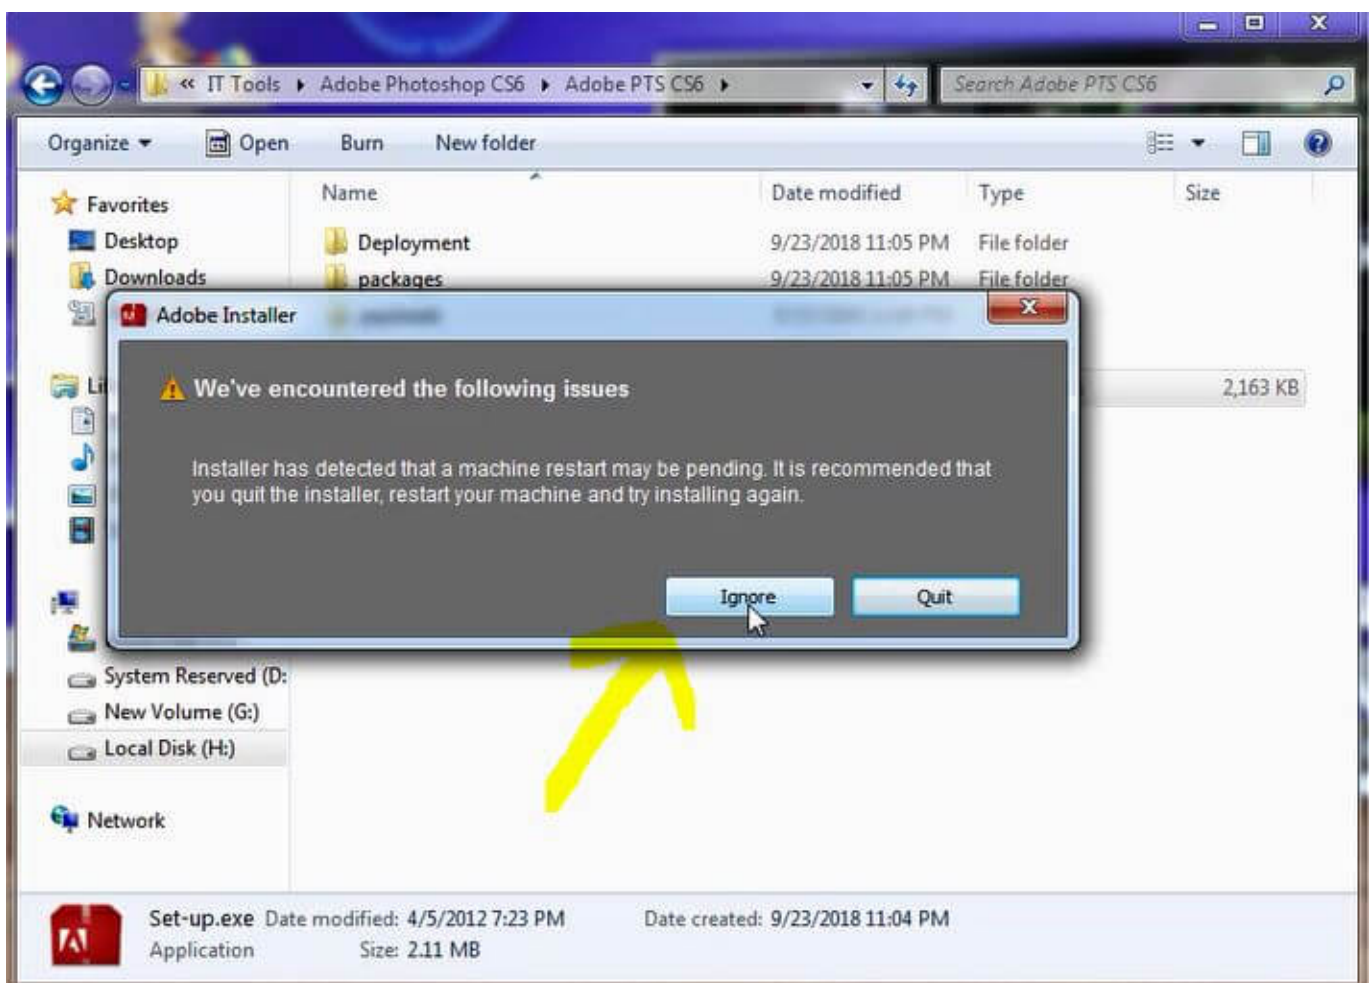 « IT Tools ▸ Adobe Photoshop CS6 ▸ Adobe PTS CS6 ▸ Search Adobe PTS CS6
Organize Open Burn New folder
Name Date modified Type Size
Favorites
Desktop Deployment 9/23/2018 11:05 PM File folder
Downloads packages 9/23/2018 11:05 PM File folder
Adobe Installer
Li
We've encountered the following issues
2,163 KB
Installer has detected that a machine restart may be pending. It is recommended that
you quit the installer, restart your machine and try installing again.
Ignore Quit
System Reserved (D:
New Volume (G:)
Local Disk (H:)
Network
Set-up.exe Date modified: 4/5/2012 7:23 PM Date created: 9/23/2018 11:04 PM
Application Size: 2.11 MB